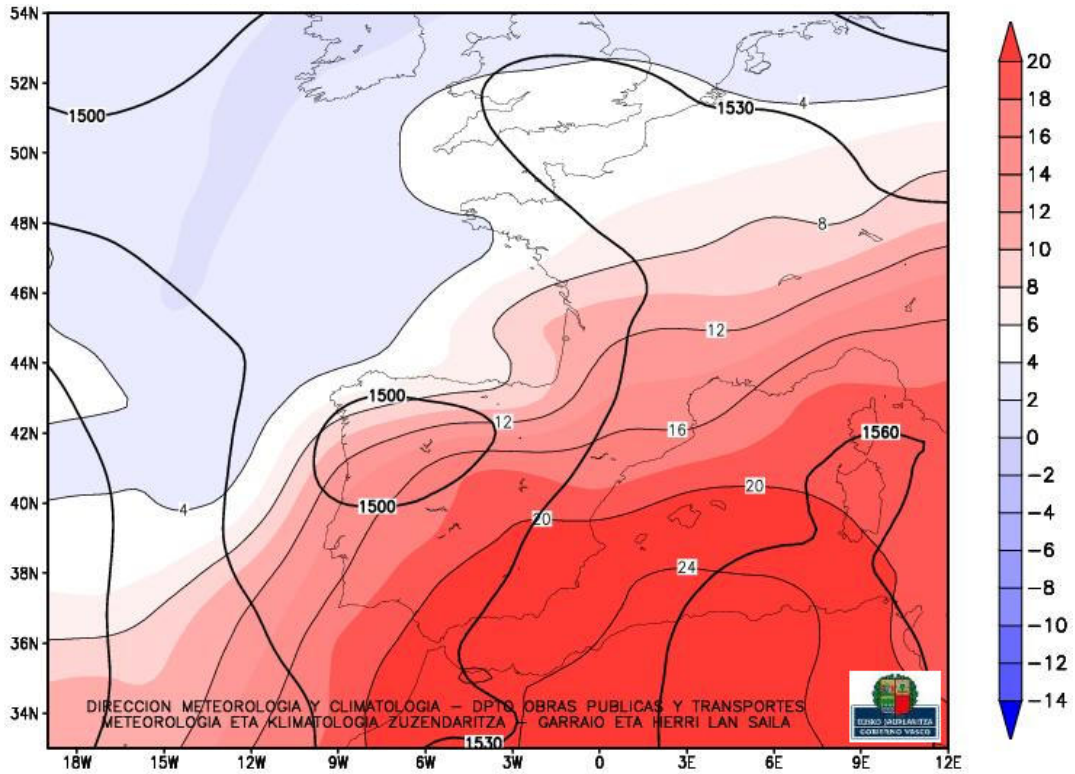 54N
52N
50N
48N
46N
44N
42N
40N
38N
36N
34N
18W 15W 12W 9W 6W 3W 0 3E 6E 9E 12E
1500
1530
4
8
12
1500
12
16
1560
1500
20
20
4
24
1530
DIRECCION METEOROLOGIA Y CLIMATOLOGIA – DPTO OBRAS PUBLICAS Y TRANSPORTES
METEOROLOGIA ETA KLIMATOLOGIA ZUZENDARITZA – GARRAIO ETA HERRI LAN SAILA
EUSKO JAURLARITZA
GOBIERNO VASCO
20
18
16
14
12
10
8
6
4
2
0
−2
−4
−6
−8
−10
−12
−14